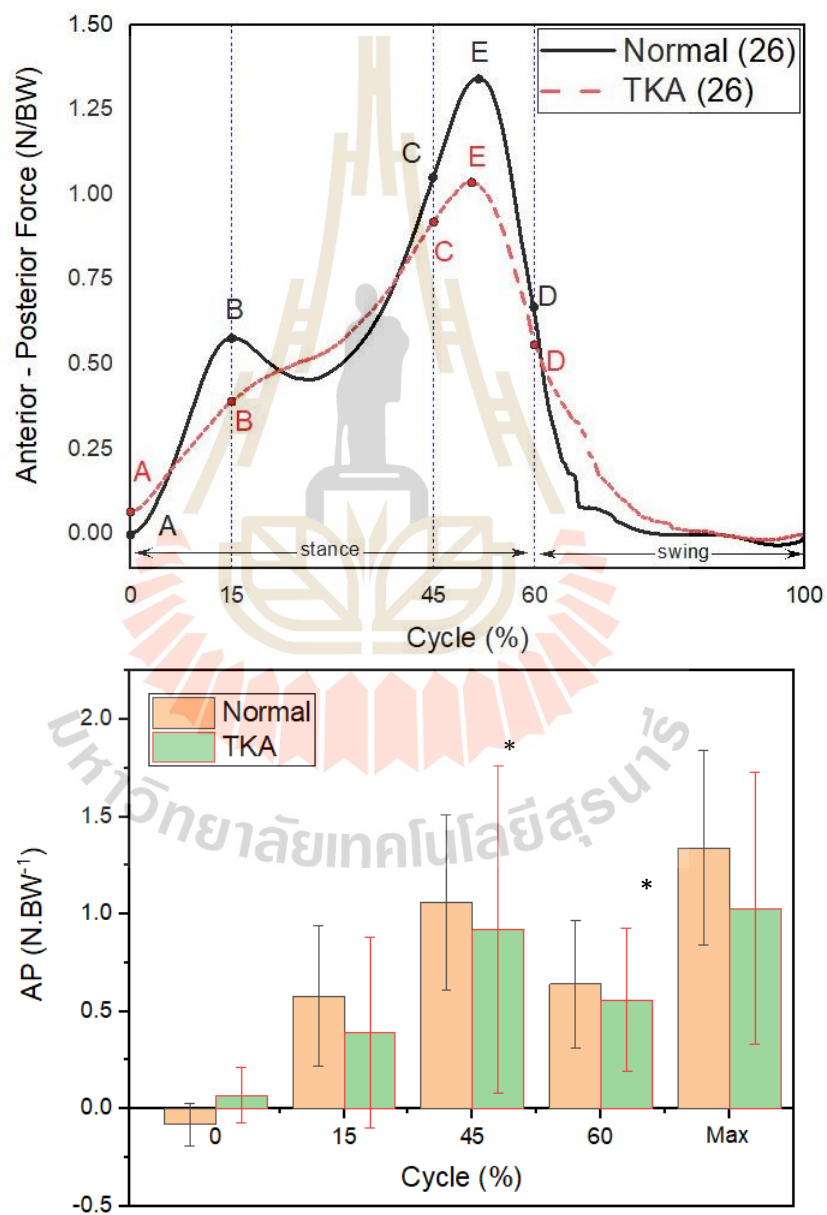 1.50
1.25
1.00
0.75
0.50
0.25
0.00
Anterior - Posterior Force (N/BW)
Normal (26)
TKA (26)
E
C
E
C
B
D
B
D
A
A
stance
swing
0
15
45
60
100
Cycle (%)
Normal
TKA
2.0
1.5
1.0
0.5
0.0
-0.5
AP (N.BW⁻¹)
*
*
0
15
45
60
Max
Cycle (%)
มหาวิทยาลัยเทคโนโลยีสุรนารี